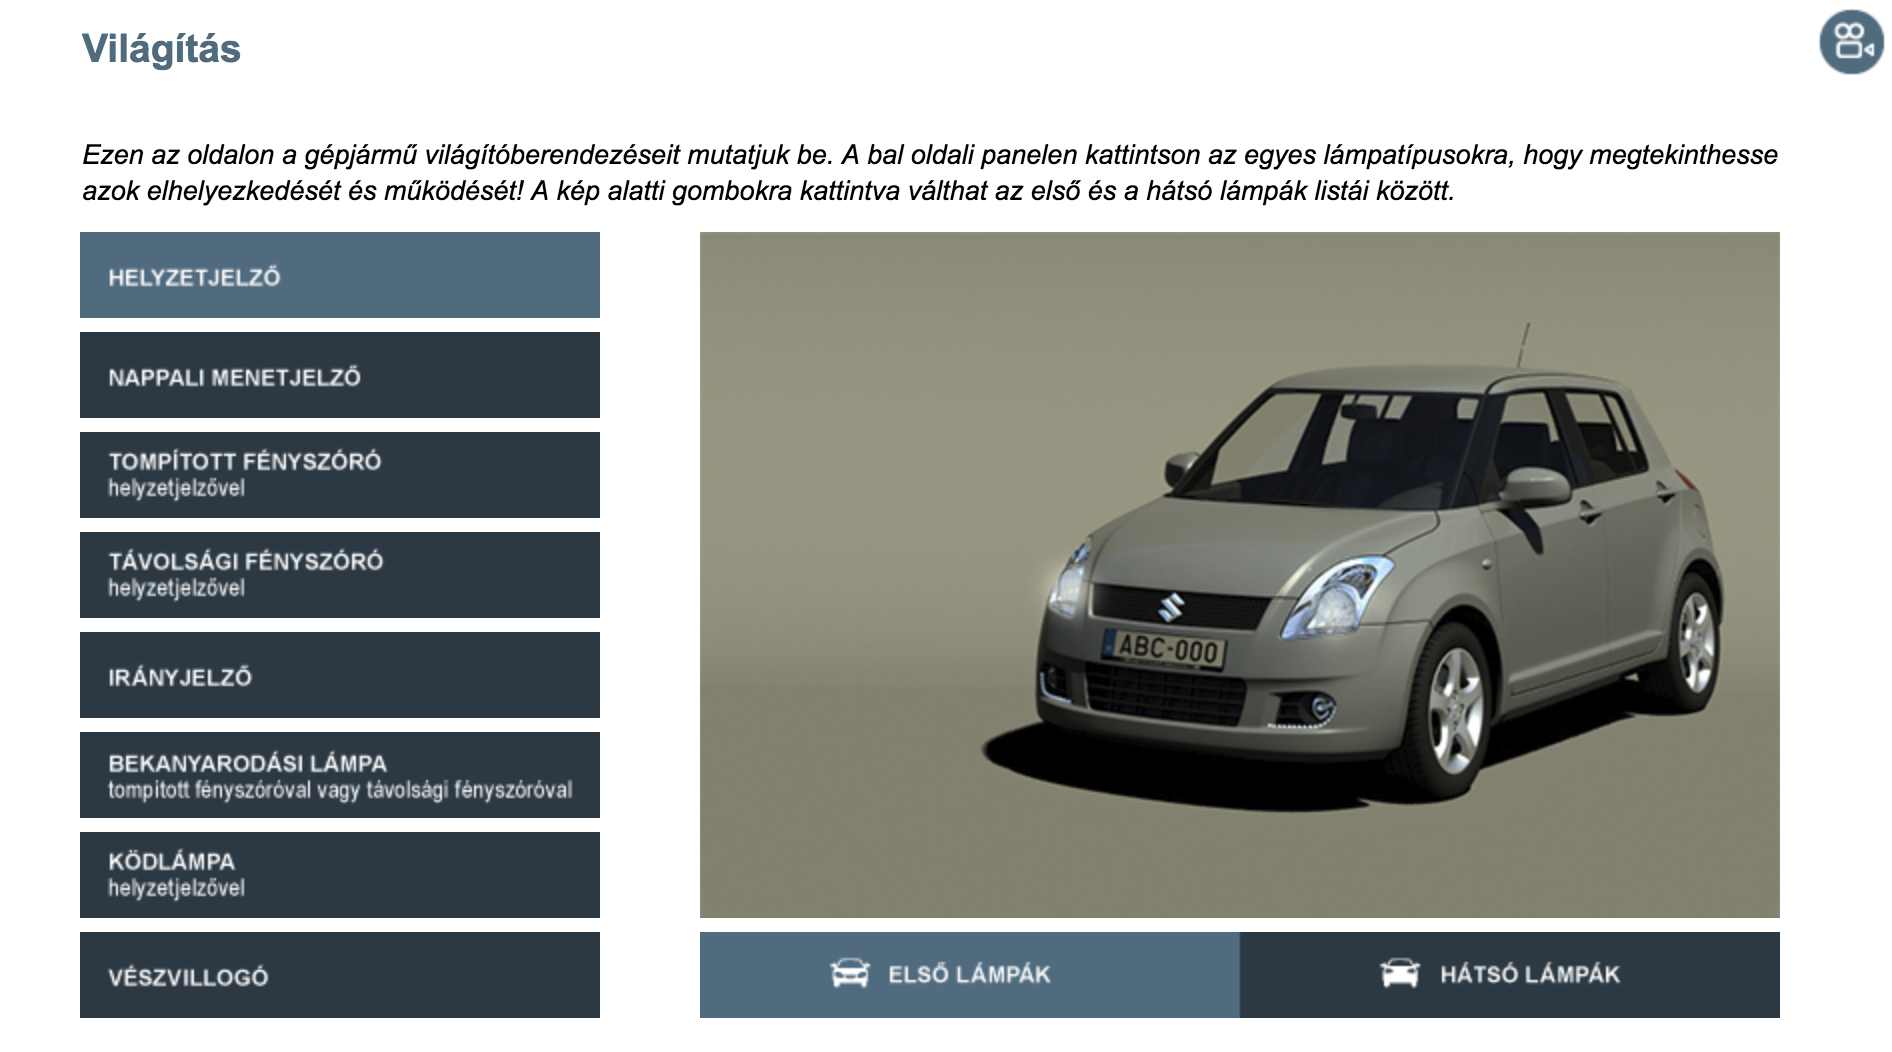 Világítás
Ezen az oldalon a gépjármű világítóberendezéseit mutatjuk be. A bal oldali panelen kattintson az egyes lámpatípusokra, hogy megtekinthesse
azok elhelyezkedését és működését! A kép alatti gombokra kattintva válthat az első és a hátsó lámpák listái között.
HELYZETJELZŐ
NAPPALI MENETJELZŐ
TOMPÍTOTT FÉNYSZÓRÓ
helyzetjelzővel
TÁVOLSÁGI FÉNYSZÓRÓ
helyzetjelzővel
IRÁNYJELZŐ
BEKANYARODÁSI LÁMPA
tompított fényszóróval vagy távolsági fényszóróval
KÖDLÁMPA
helyzetjelzővel
VÉSZVILLOGÓ
ABC-000
ELSŐ LÁMPÁK
HÁTSÓ LÁMPÁK